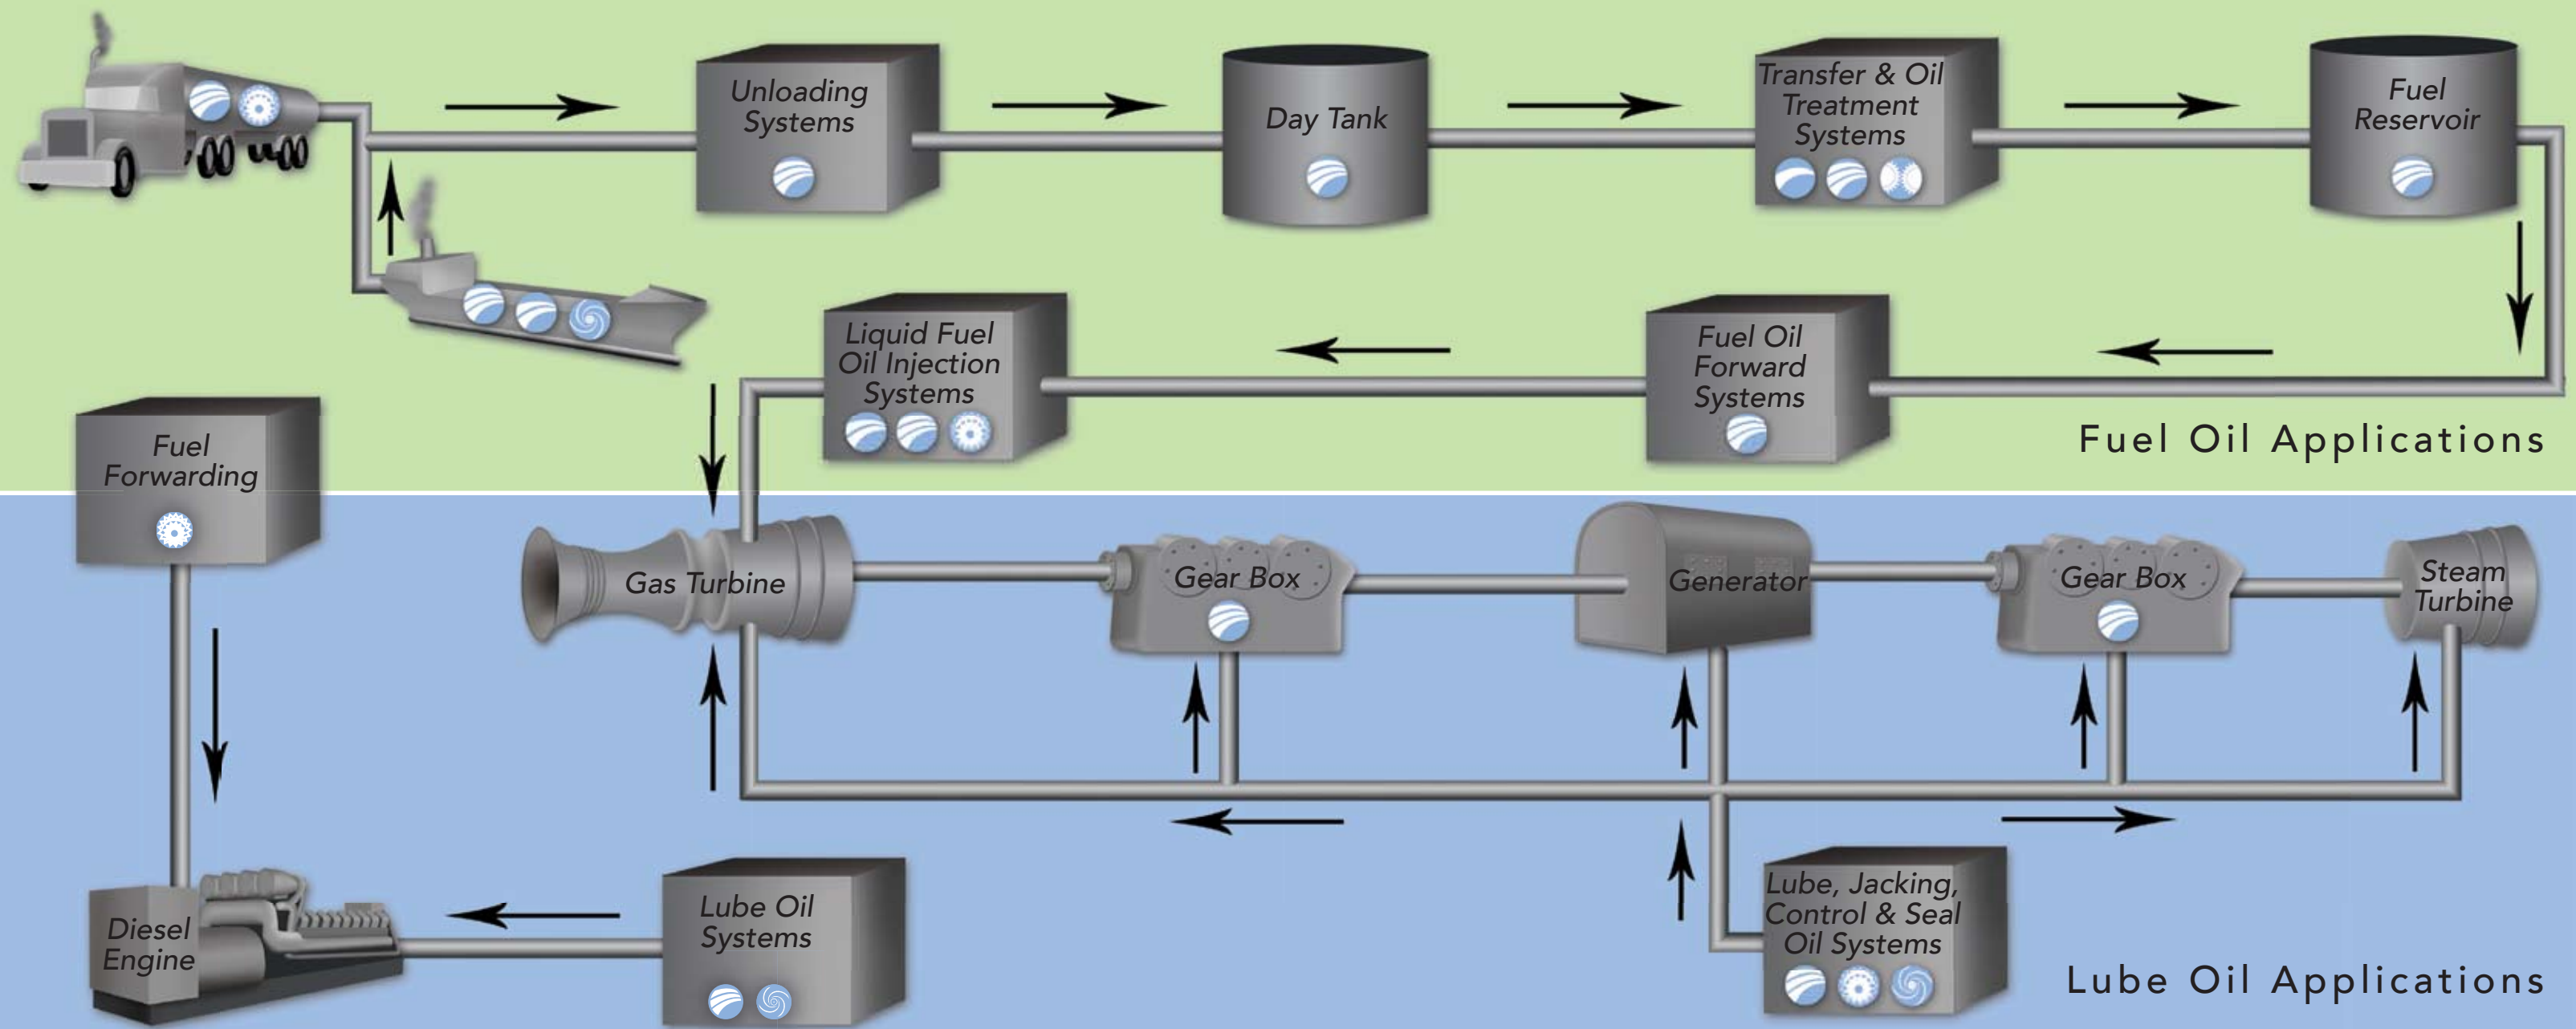 Unloading
Systems
Day Tank
Transfer & Oil
Treatment
Systems
Fuel
Reservoir
Liquid Fuel
Oil Injection
Systems
Fuel Oil
Forward
Systems
Fuel Oil Applications
Fuel
Forwarding
Gas Turbine
Gear Box
Generator
Gear Box
Steam
Turbine
Diesel
Engine
Lube Oil
Systems
Lube, Jacking,
Control & Seal
Oil Systems
Lube Oil Applications